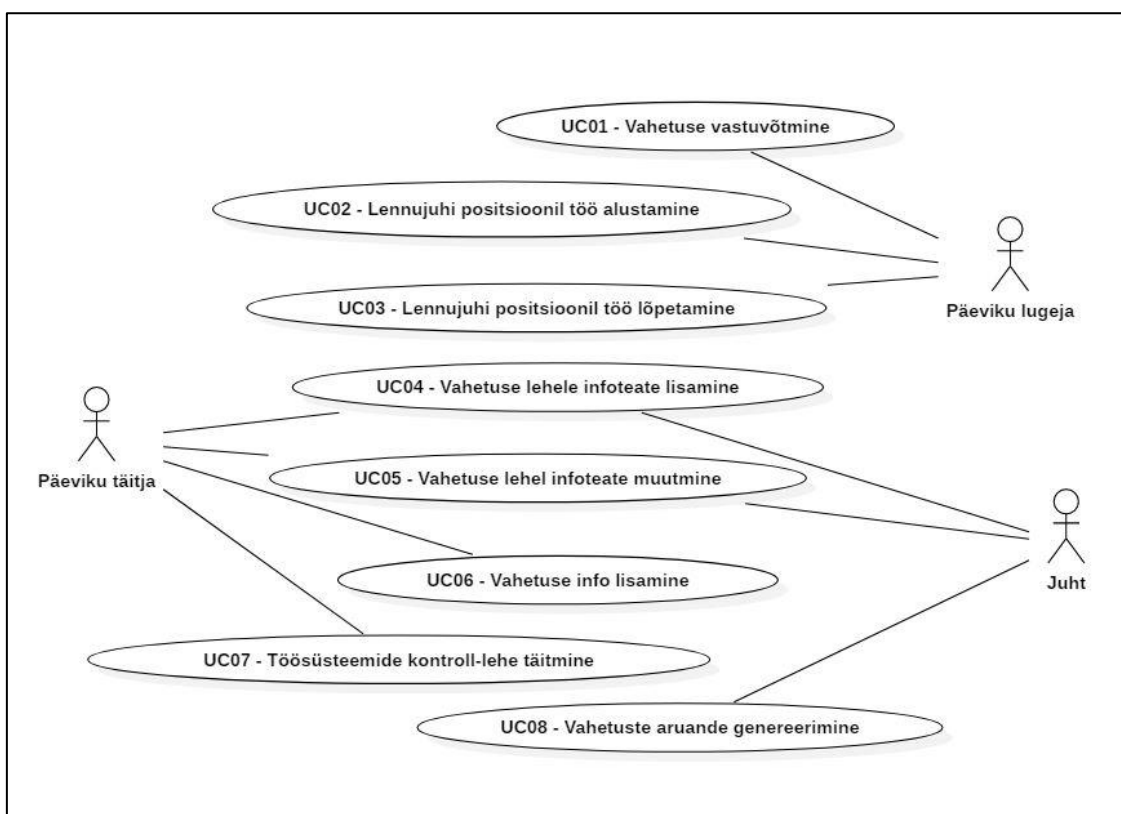 UC01 - Vahetuse vastuvõtmine
UC02 - Lennujuhi positsioonil töö alustamine
Päeviku lugeja
UC03 - Lennujuhi positsioonil töö lõpetamine
UC04 - Vahetuse lehele infoteate lisamine
Päeviku täitja
UC05 - Vahetuse lehel infoteate muutmine
UC06 - Vahetuse info lisamine
Juht
UC07 - Töösüsteemide kontroll-lehe täitmine
UC08 - Vahetuste aruande genereerimine